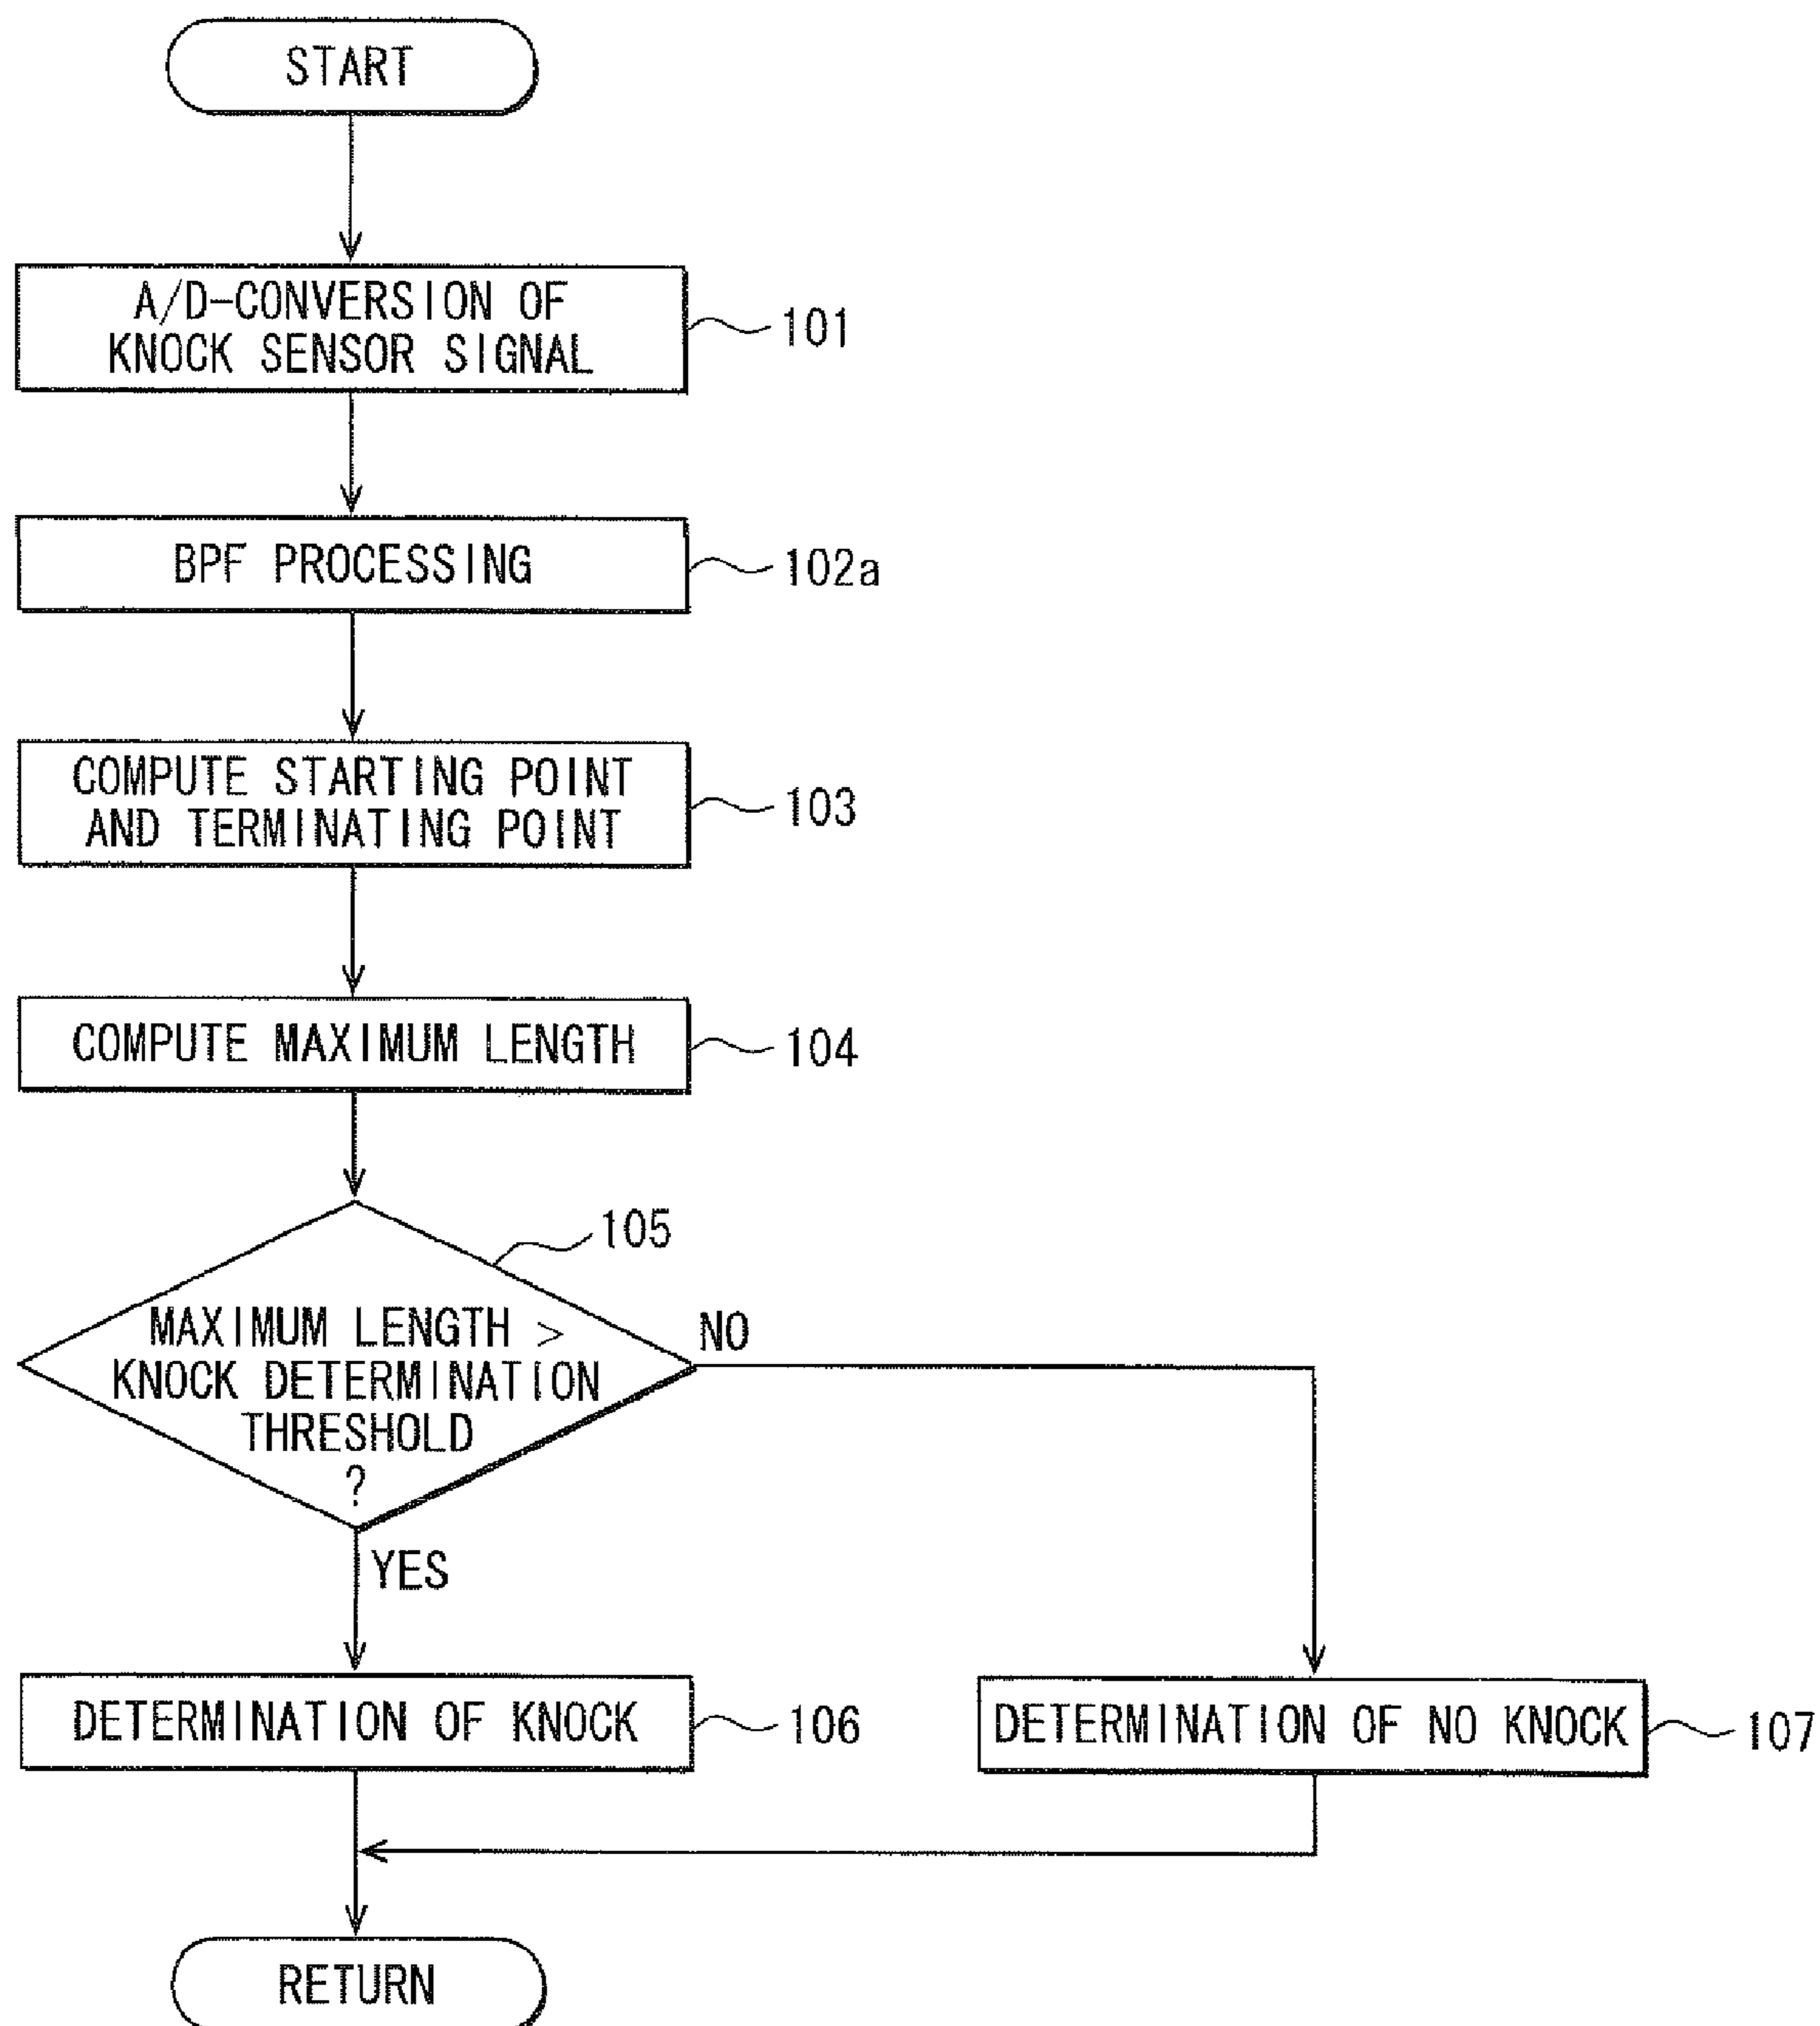 START
A/D-CONVERSION OF
KNOCK SENSOR SIGNAL
101
BPF PROCESSING
102a
COMPUTE STARTING POINT
AND TERMINATING POINT
103
COMPUTE MAXIMUM LENGTH
104
105
MAXIMUM LENGTH >
KNOCK DETERMINATION
THRESHOLD
?
NO
YES
DETERMINATION OF KNOCK
106
DETERMINATION OF NO KNOCK
107
RETURN